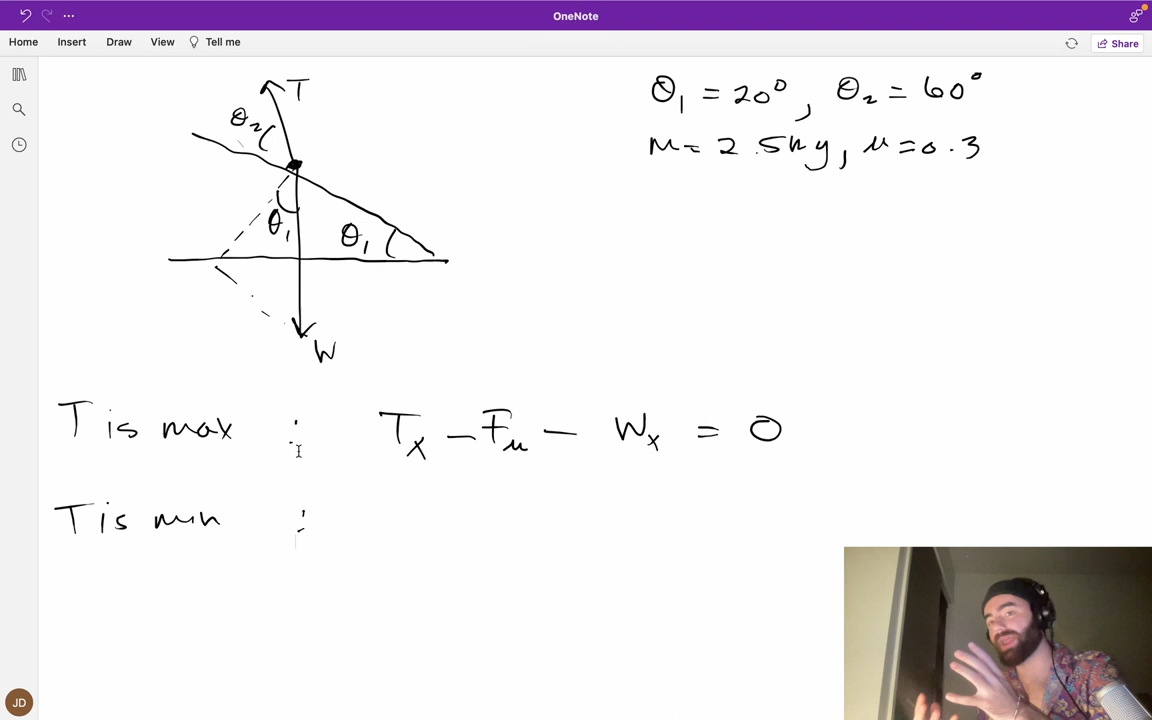 OneNote
Home Insert Draw View Tell me Share
T
θ₂
θ₁ θ₁
W
θ₁ = 20°, θ₂ = 60°
m = 2.5kg, μ = 0.3
T is max : Tₓ - Fμ - Wₓ = 0
T is min :
JD